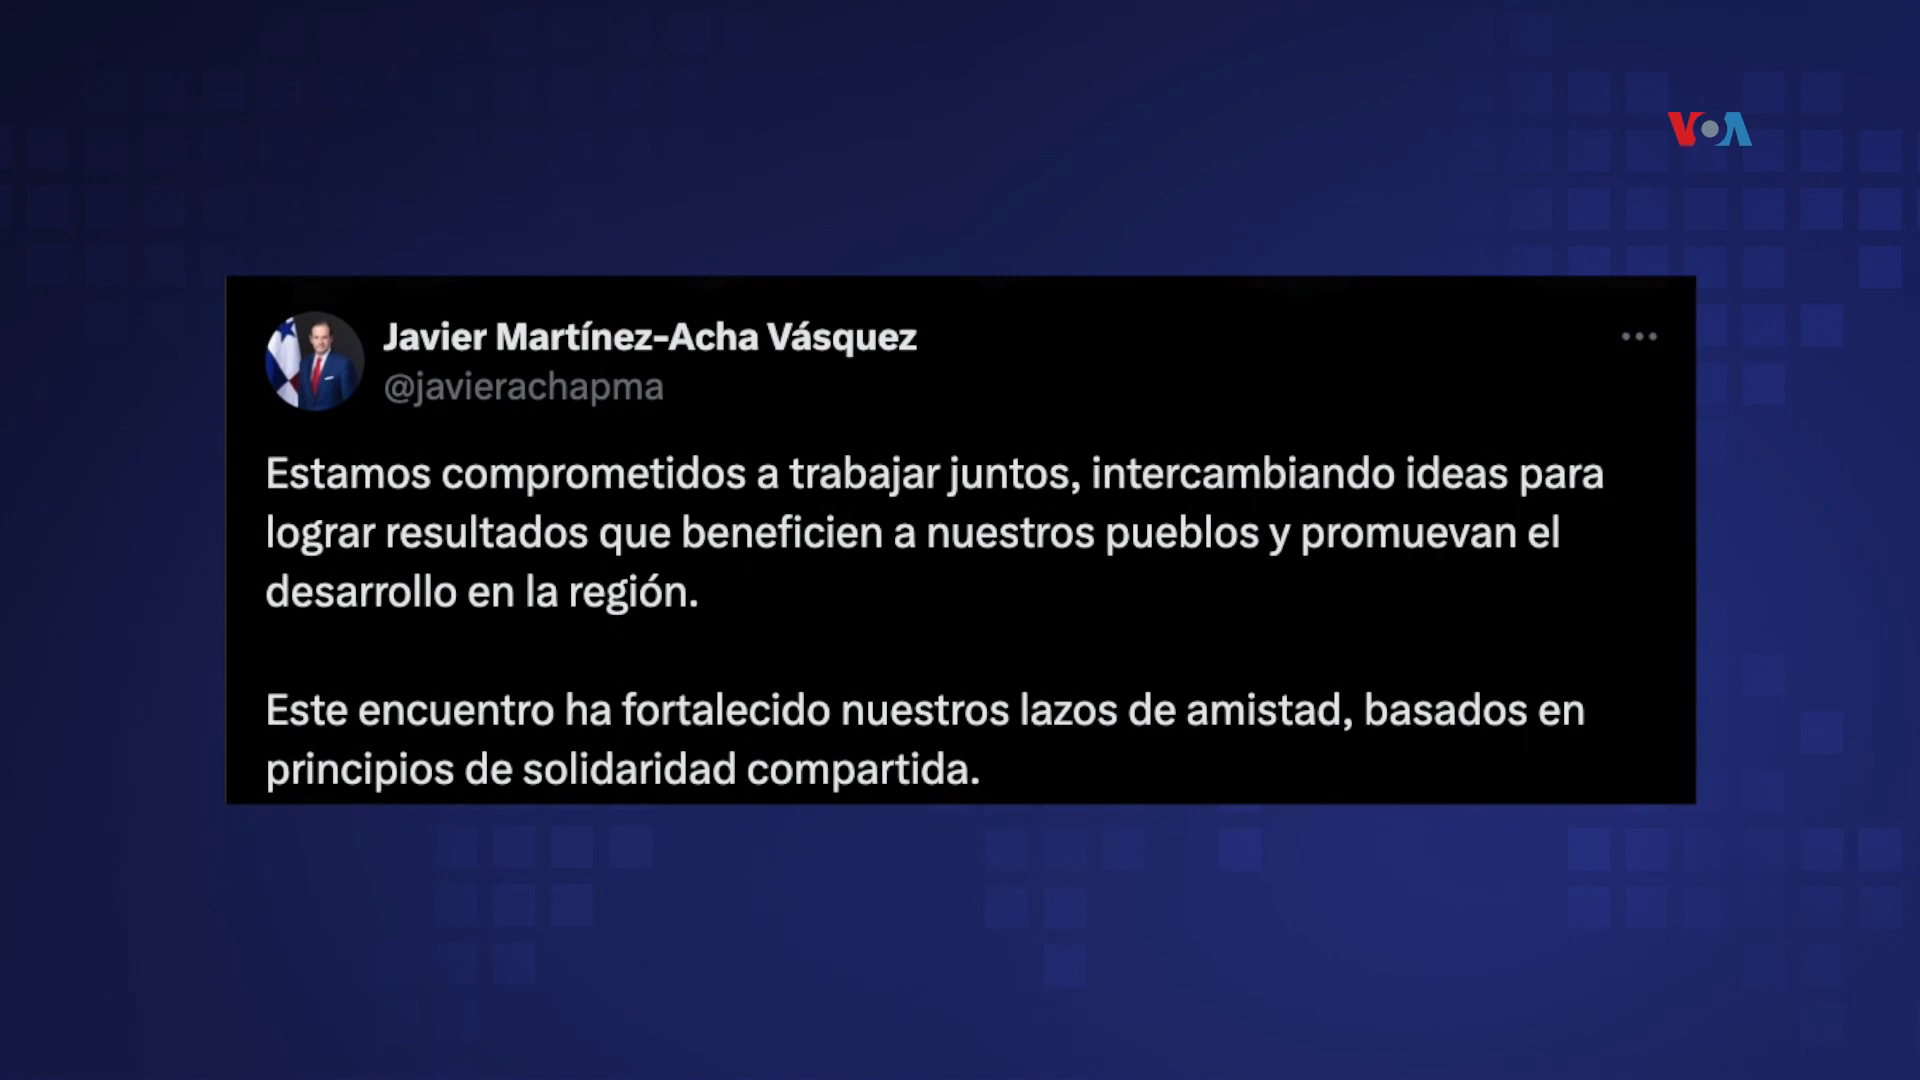 VOA
Javier Martínez-Acha Vásquez
@javierachapma
Estamos comprometidos a trabajar juntos, intercambiando ideas para
lograr resultados que beneficien a nuestros pueblos y promuevan el
desarrollo en la región.
Este encuentro ha fortalecido nuestros lazos de amistad, basados en
principios de solidaridad compartida.